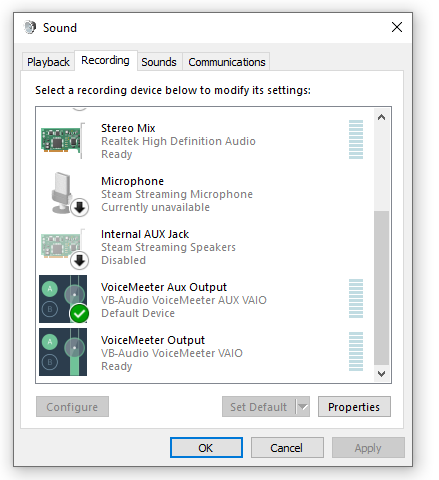 Sound
Playback Recording Sounds Communications
Select a recording device below to modify its settings:
Stereo Mix
Realtek High Definition Audio
Ready
Microphone
Steam Streaming Microphone
Currently unavailable
Internal AUX Jack
Steam Streaming Speakers
Disabled
A
B
VoiceMeeter Aux Output
VB-Audio VoiceMeeter AUX VAIO
Default Device
A
B
VoiceMeeter Output
VB-Audio VoiceMeeter VAIO
Ready
Configure Set Default Properties
OK Cancel Apply